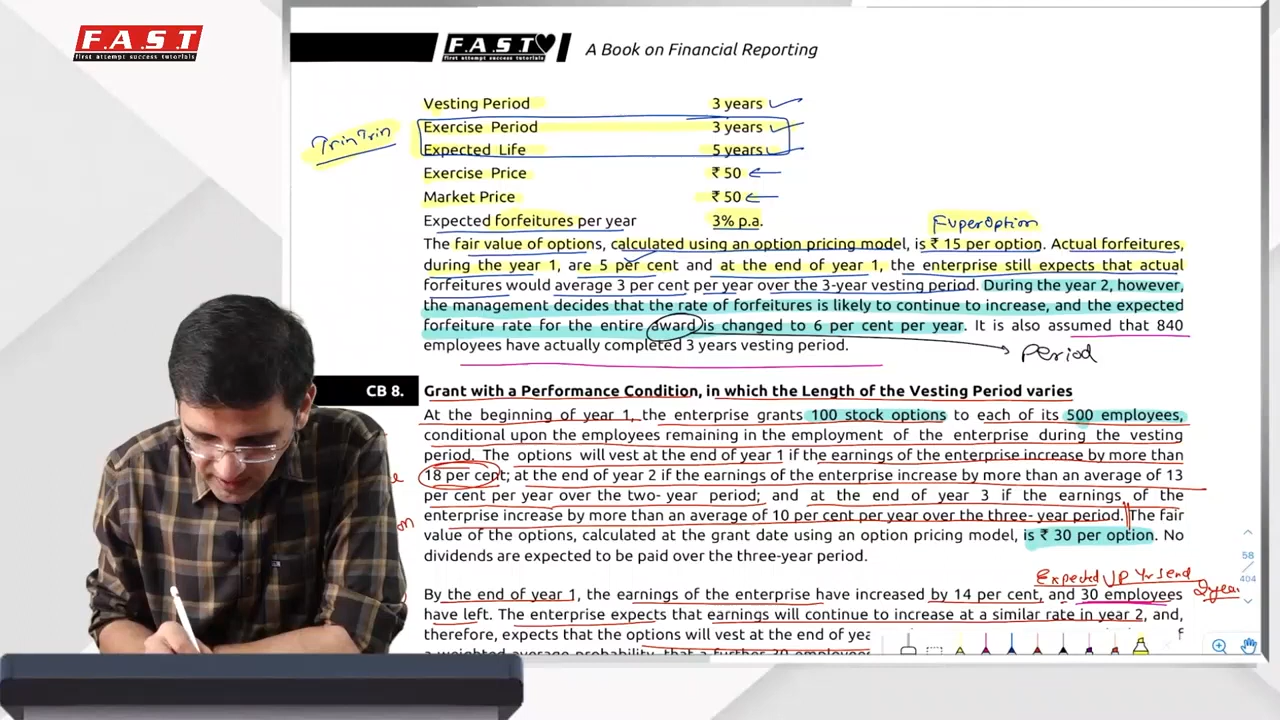 F.A.S.T
first attempt success tutorials
F.A.S.T
first attempt success tutorials
A Book on Financial Reporting
Vesting Period 3 years
Exercise Period 3 years
Expected Life 5 years
Exercise Price ₹ 50
Market Price ₹ 50
Expected forfeitures per year 3% p.a.
The fair value of options, calculated using an option pricing model, is ₹ 15 per option. Actual forfeitures,
during the year 1, are 5 per cent and at the end of year 1, the enterprise still expects that actual
forfeitures would average 3 per cent per year over the 3-year vesting period. During the year 2, however,
the management decides that the rate of forfeitures is likely to continue to increase, and the expected
forfeiture rate for the entire award is changed to 6 per cent per year. It is also assumed that 840
Period
employees have actually completed 3 years vesting period.
CB 8. Grant with a Performance Condition, in which the Length of the Vesting Period varies
At the beginning of year 1, the enterprise grants 100 stock options to each of its 500 employees,
conditional upon the employees remaining in the employment of the enterprise during the vesting
period. The options will vest at the end of year 1 if the earnings of the enterprise increase by more than
18 per cent; at the end of year 2 if the earnings of the enterprise increase by more than an average of 13
per cent per year over the two- year period; and at the end of year 3 if the earnings of the
enterprise increase by more than an average of 10 per cent per year over the three- year period. The fair
value of the options, calculated at the grant date using an option pricing model, is ₹ 30 per option. No
dividends are expected to be paid over the three-year period.
Expected VP Yr1end
2year
By the end of year 1, the earnings of the enterprise have increased by 14 per cent, and 30 employees
have left. The enterprise expects that earnings will continue to increase at a similar rate in year 2, and,
therefore, expects that the options will vest at the end of yea
a weighted average probability, that a further 30 employees
58
404